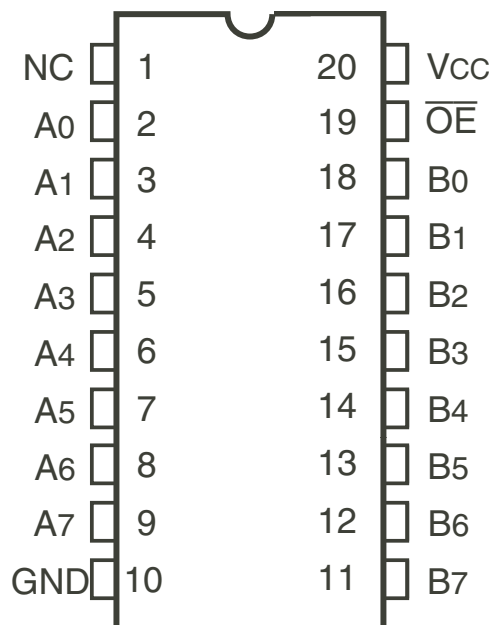 NC 1 20 VCC
A0 2 19 O̅E̅
A1 3 18 B0
A2 4 17 B1
A3 5 16 B2
A4 6 15 B3
A5 7 14 B4
A6 8 13 B5
A7 9 12 B6
GND 10 11 B7